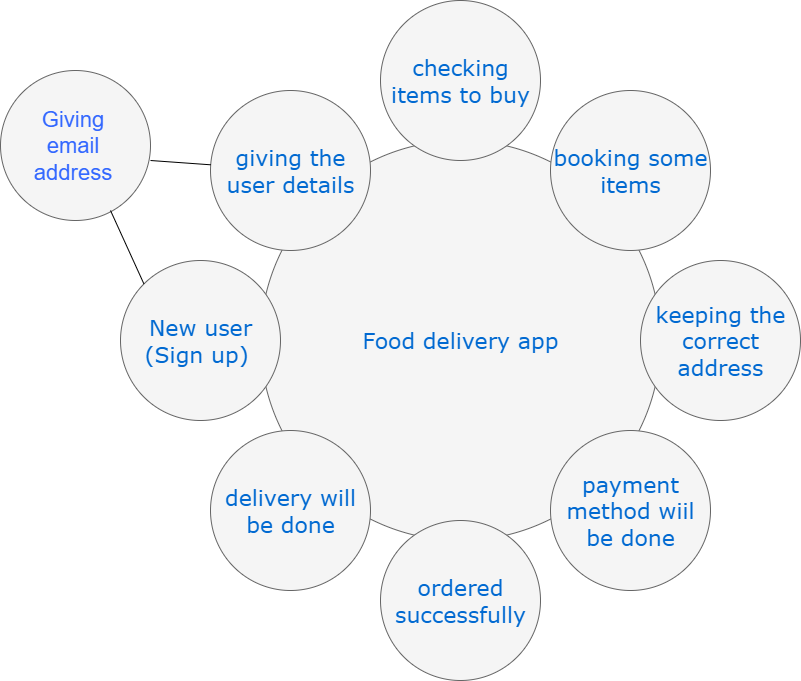 checking
items to buy
Giving
email
address
giving the
user details
booking some
items
New user
(Sign up)
Food delivery app
keeping the
correct
address
delivery will
be done
payment
method wiil
be done
ordered
successfully